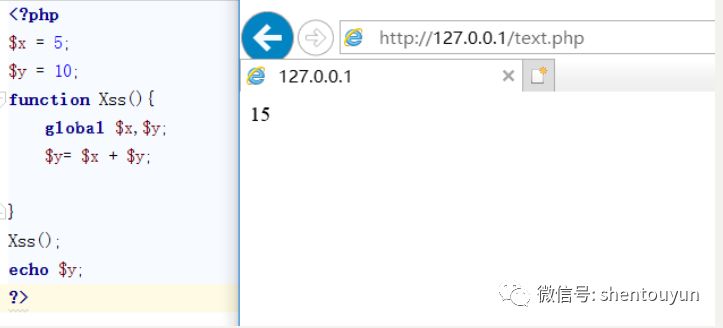 <?php
$x = 5;
$y = 10;
function Xss(){
global $x,$y;
$y= $x + $y;
}
Xss();
echo $y;
?>
http://127.0.0.1/text.php
127.0.0.1
15
微信号: shentouyun